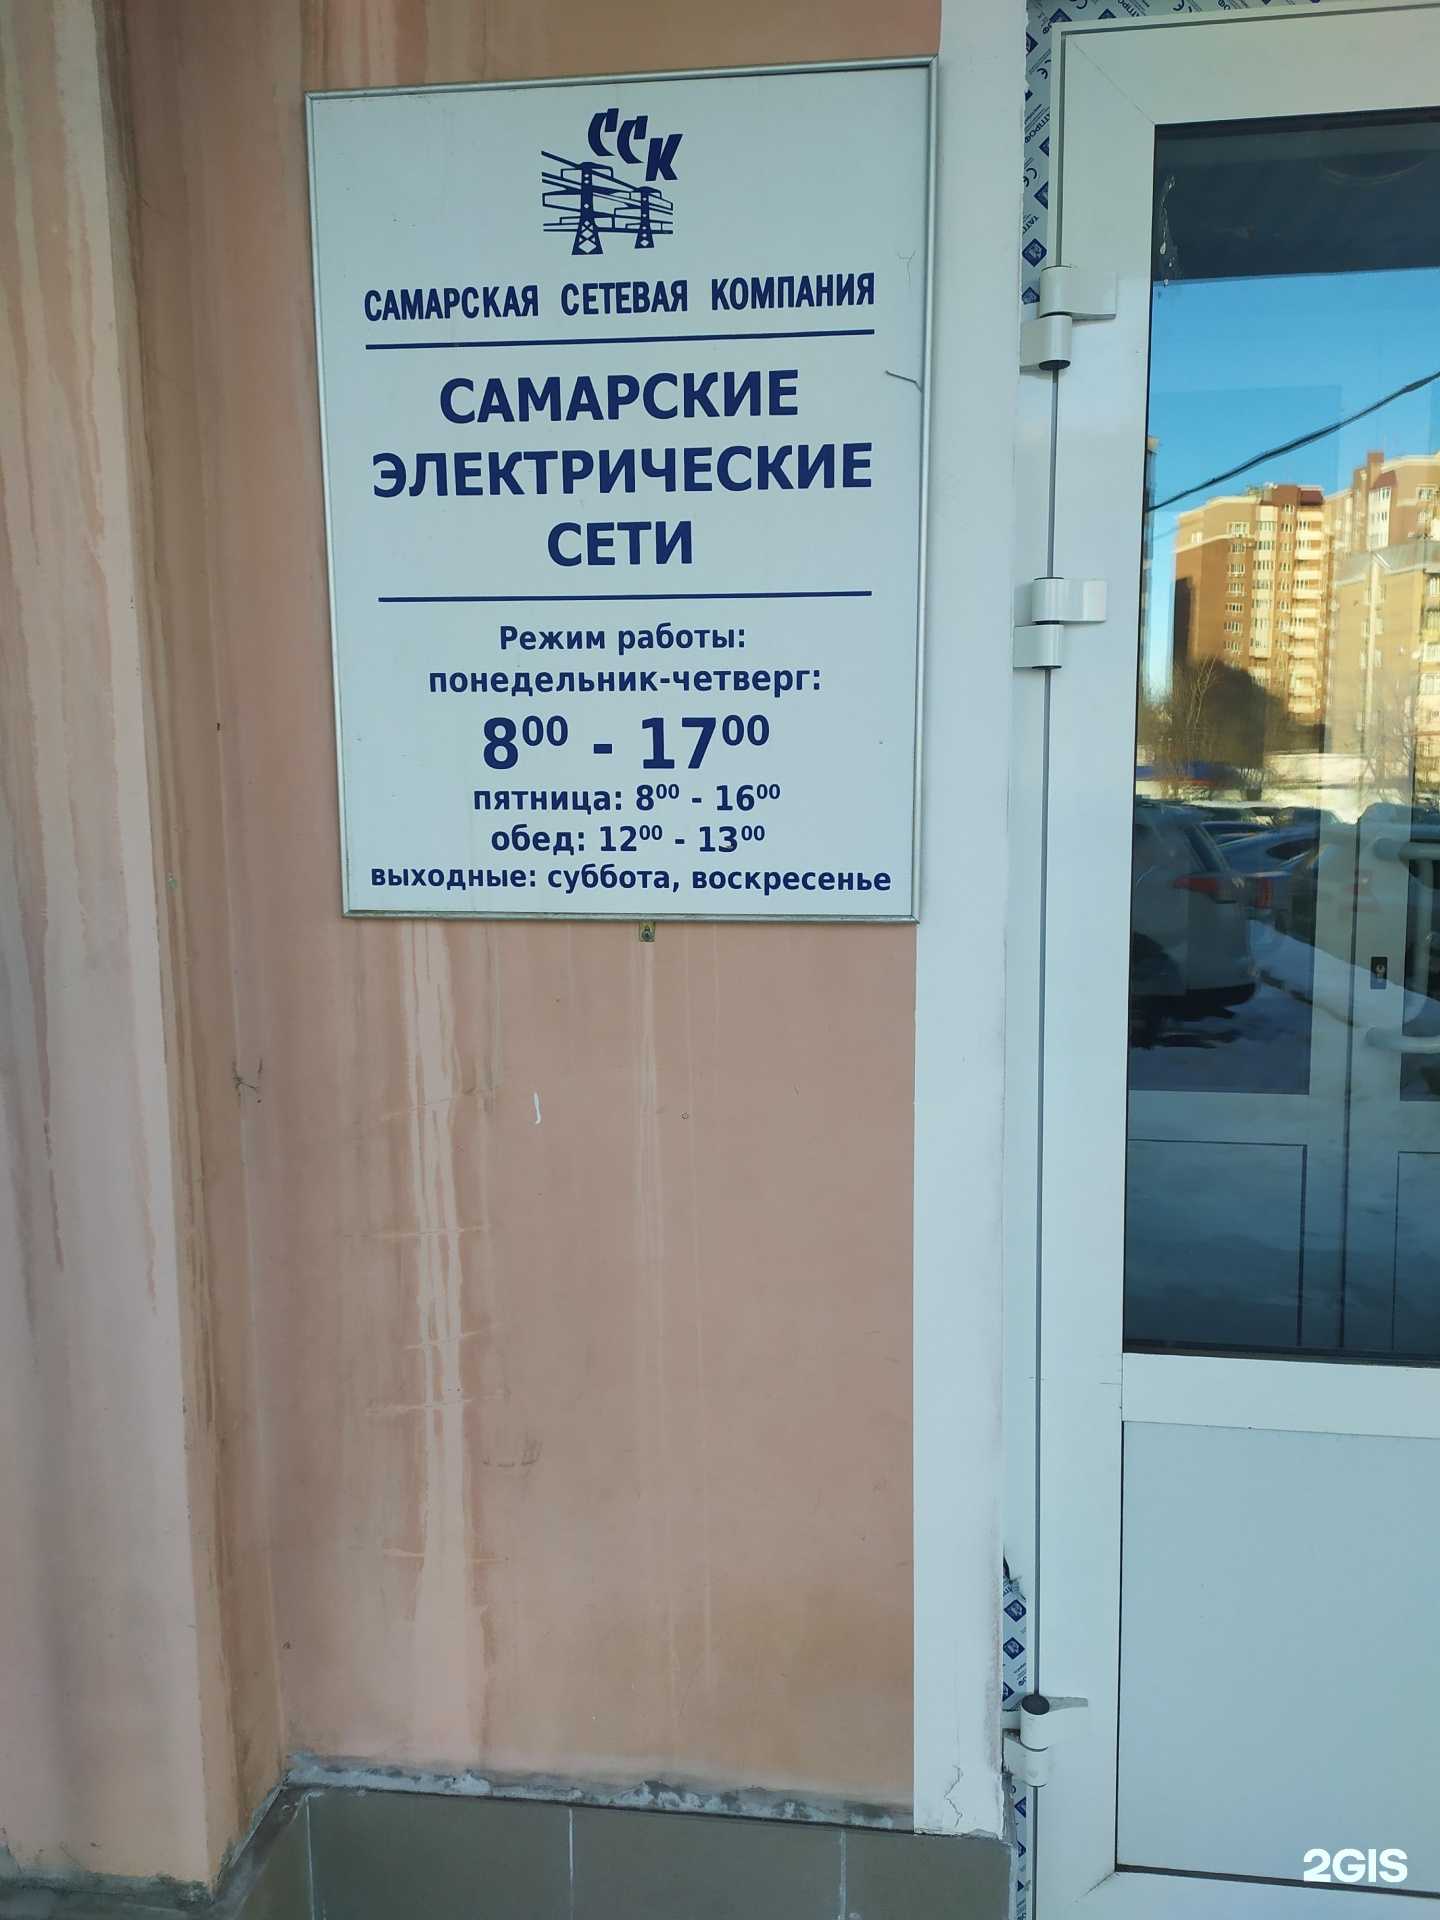 ССК
САМАРСКАЯ СЕТЕВАЯ КОМПАНИЯ
САМАРСКИЕ
ЭЛЕКТРИЧЕСКИЕ
СЕТИ
Режим работы:
понедельник-четверг:
8⁰⁰ - 17⁰⁰
пятница: 8⁰⁰ - 16⁰⁰
обед: 12⁰⁰ - 13⁰⁰
выходные: суббота, воскресенье
2GIS